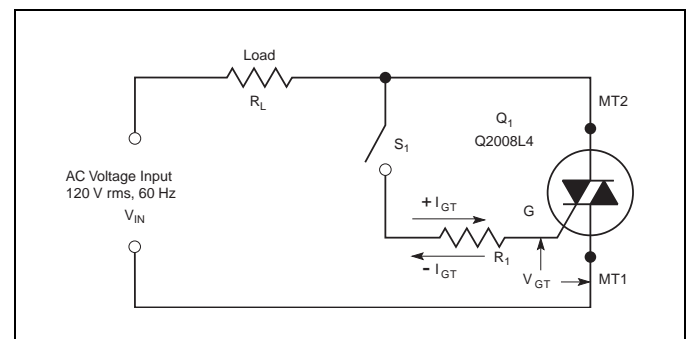 Load
R_L
MT2
Q_1
Q2008L4
S_1
AC Voltage Input
120 V rms, 60 Hz
V_IN
+ I_GT
G
R_1
- I_GT
V_GT
MT1